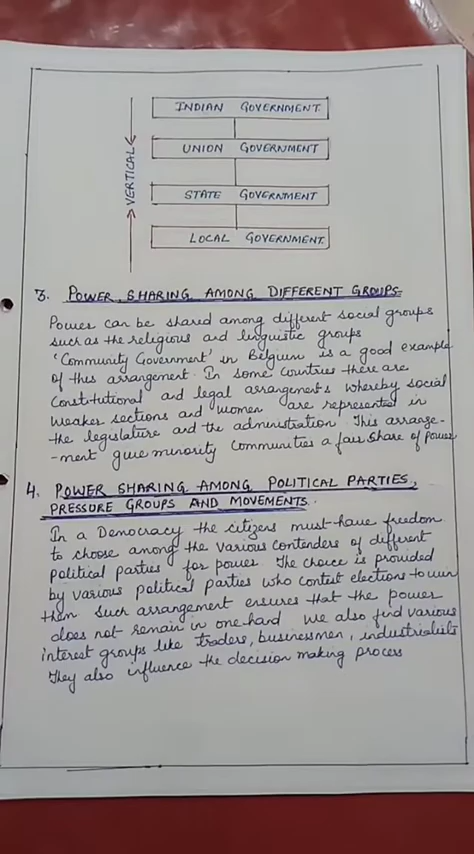 INDIAN GOVERNMENT.
UNION GOVERNMENT
STATE GOVERNMENT
LOCAL GOVERNMENT.
VERTICAL
3. POWER SHARING AMONG DIFFERENT GROUPS
Power can be shared among different social groups
such as the religious and linguistic groups
'Community Government' in Belgium is a good example
of this arrangement. In some countries there are
Constitutional and legal arrangements whereby social
weaker sections and women are represented in
the legislature and the administration. This arrange-
-ment give minority communities a fair share of power
4. POWER SHARING AMONG POLITICAL PARTIES,
PRESSURE GROUPS AND MOVEMENTS.
In a Democracy the citizens must have freedom
to choose among the various contenders of different
political parties for power. The choice is provided
by various political parties who contest elections to win
them Such arrangement ensures that the power
does not remain in one hand we also find various
interest groups like traders, businessmen, industrialists
They also influence the decision making process